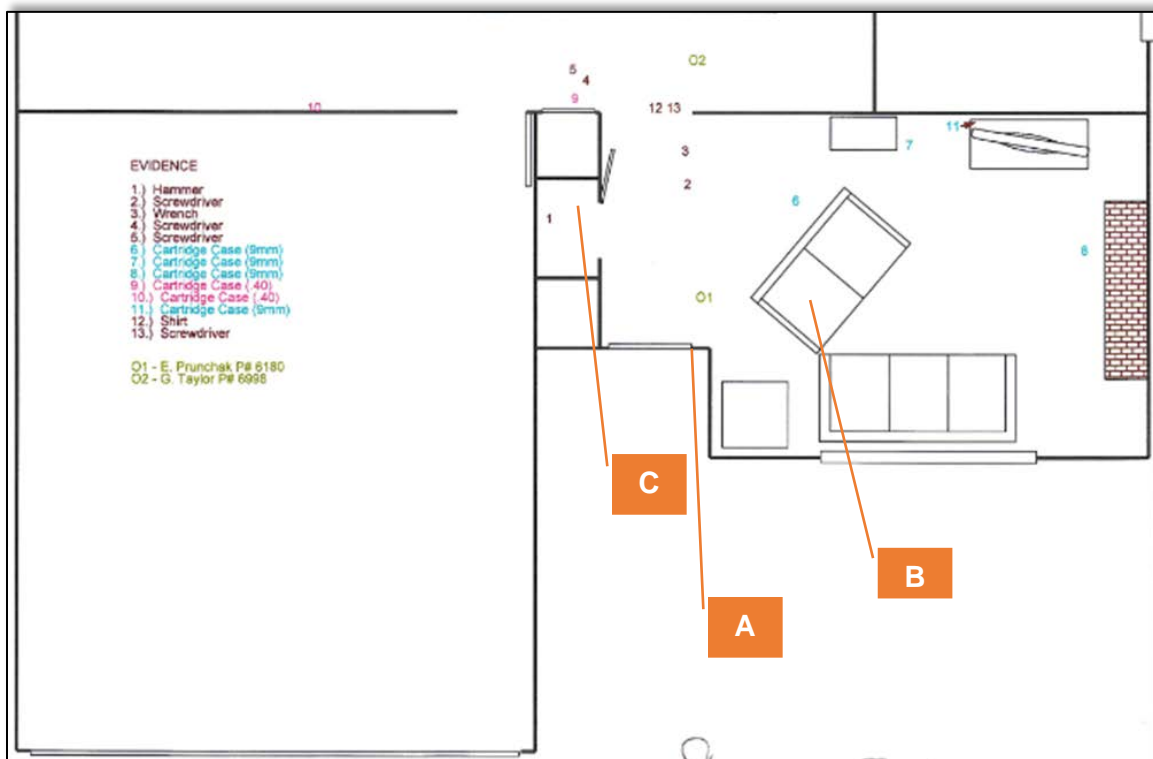 5
4
O2
10
9
12 13
11
7
3
2
6
1
8
EVIDENCE
1.) Hammer
2.) Screwdriver
3.) Wrench
4.) Screwdriver
5.) Screwdriver
6.) Cartridge Case (9mm)
7.) Cartridge Case (9mm)
8.) Cartridge Case (9mm)
9.) Cartridge Case (.40)
10.) Cartridge Case (.40)
11.) Cartridge Case (9mm)
12.) Shirt
13.) Screwdriver
O1 - E. Prunchak P# 6180
O2 - G. Taylor P# 6998
O1
C
B
A